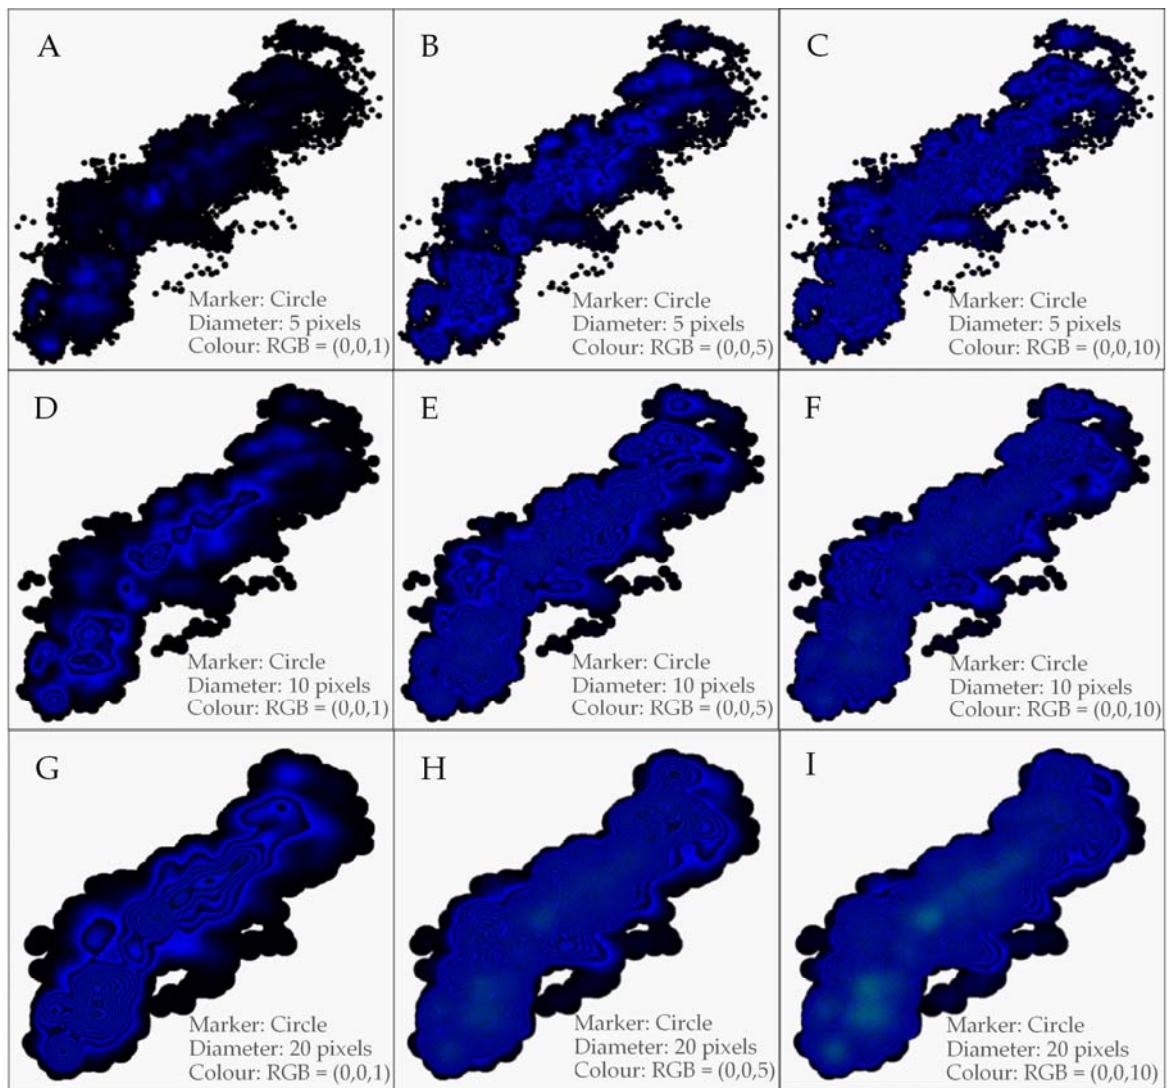 A
Marker: Circle
Diameter: 5 pixels
Colour: RGB = (0,0,1)
B
Marker: Circle
Diameter: 5 pixels
Colour: RGB = (0,0,5)
C
Marker: Circle
Diameter: 5 pixels
Colour: RGB = (0,0,10)
D
Marker: Circle
Diameter: 10 pixels
Colour: RGB = (0,0,1)
E
Marker: Circle
Diameter: 10 pixels
Colour: RGB = (0,0,5)
F
Marker: Circle
Diameter: 10 pixels
Colour: RGB = (0,0,10)
G
Marker: Circle
Diameter: 20 pixels
Colour: RGB = (0,0,1)
H
Marker: Circle
Diameter: 20 pixels
Colour: RGB = (0,0,5)
I
Marker: Circle
Diameter: 20 pixels
Colour: RGB = (0,0,10)